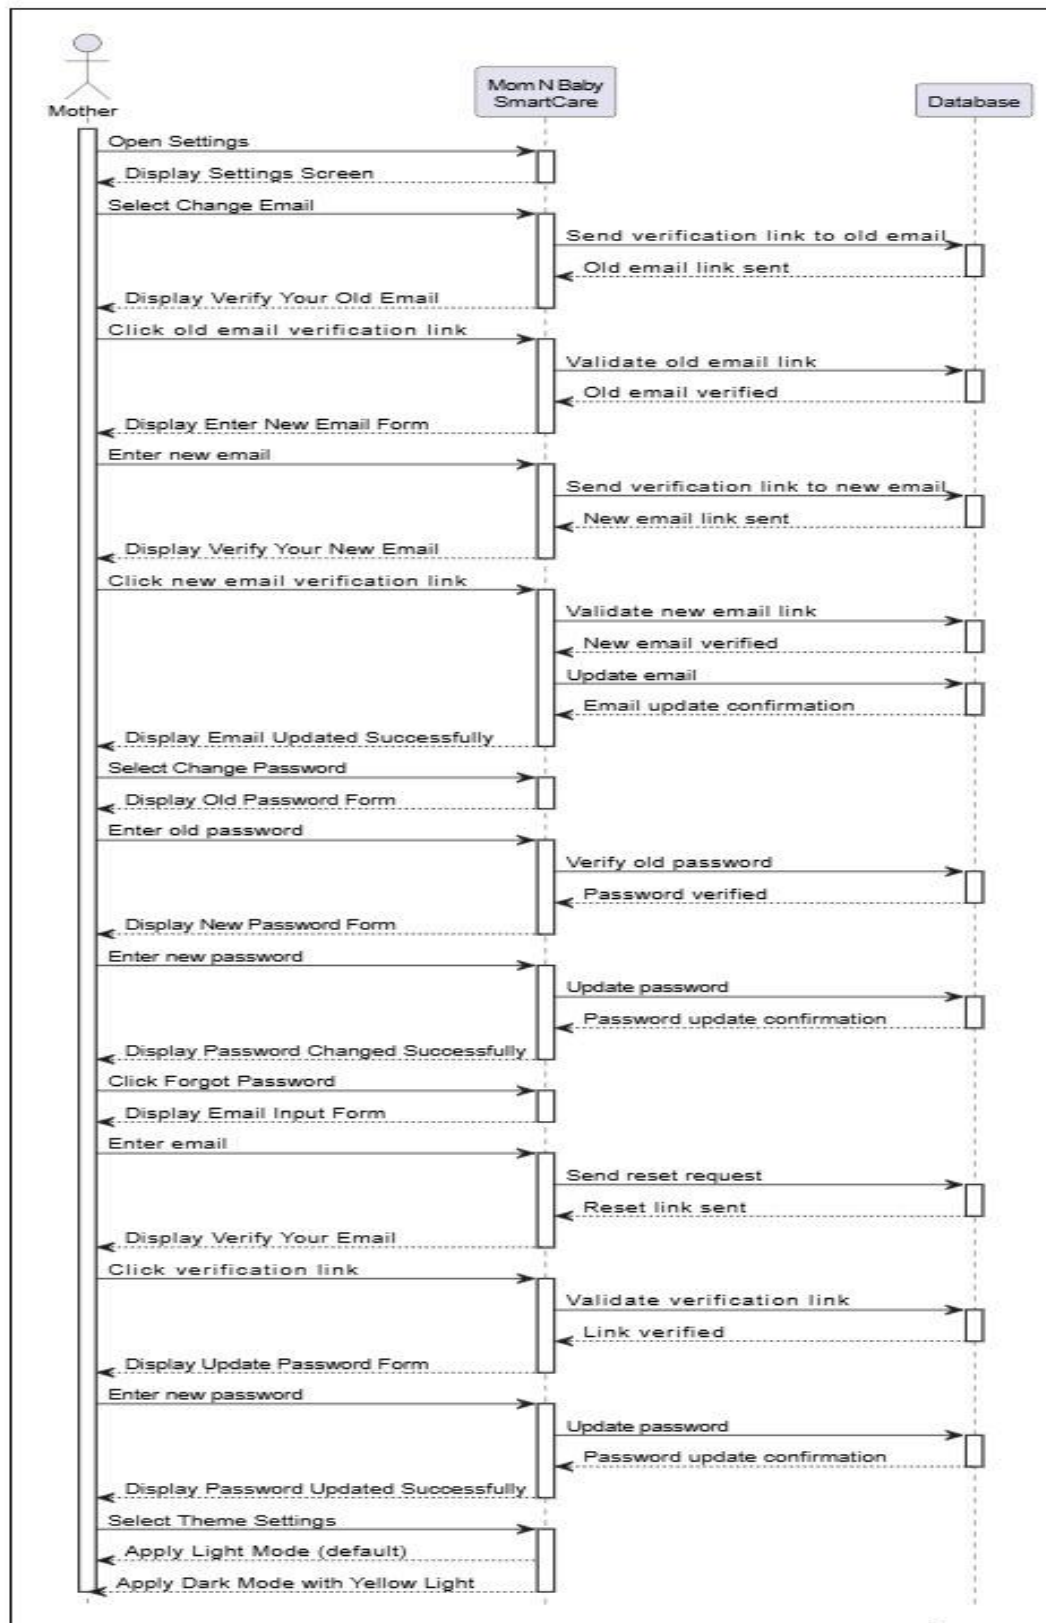 Mom N Baby
SmartCare
Database
Mother
Open Settings
Display Settings Screen
Select Change Email
Send verification link to old email
Old email link sent
Display Verify Your Old Email
Click old email verification link
Validate old email link
Old email verified
Display Enter New Email Form
Enter new email
Send verification link to new email
New email link sent
Display Verify Your New Email
Click new email verification link
Validate new email link
New email verified
Update email
Email update confirmation
Display Email Updated Successfully
Select Change Password
Display Old Password Form
Enter old password
Verify old password
Password verified
Display New Password Form
Enter new password
Update password
Password update confirmation
Display Password Changed Successfully
Click Forgot Password
Display Email Input Form
Enter email
Send reset request
Reset link sent
Display Verify Your Email
Click verification link
Validate verification link
Link verified
Display Update Password Form
Enter new password
Update password
Password update confirmation
Display Password Updated Successfully
Select Theme Settings
Apply Light Mode (default)
Apply Dark Mode with Yellow Light